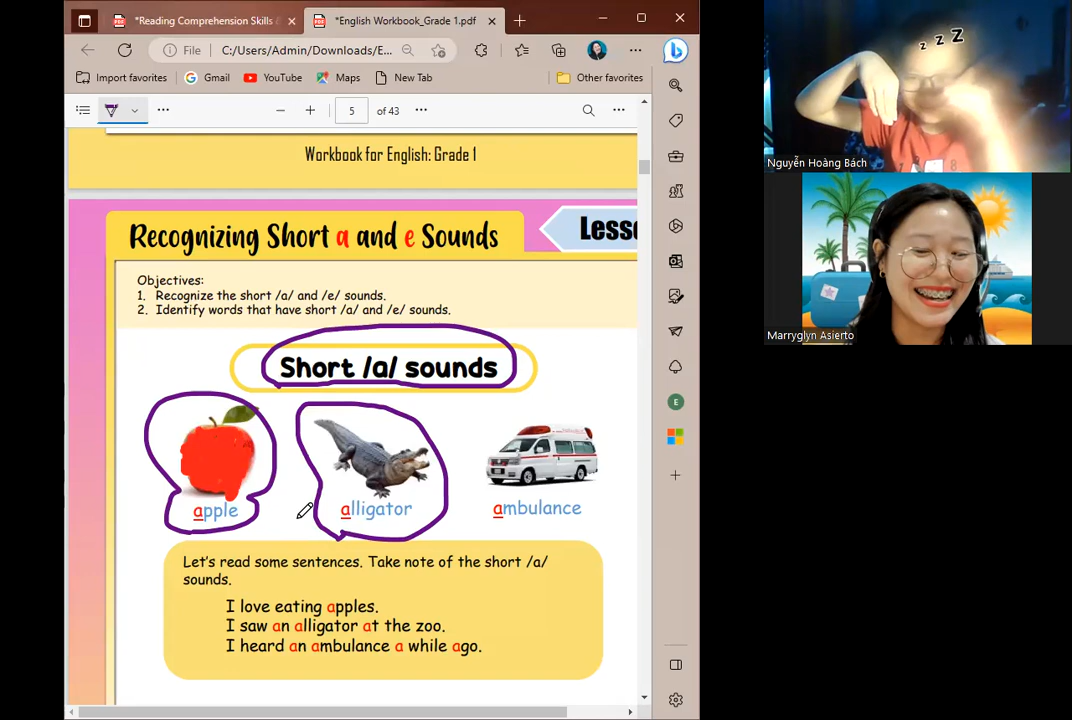 *Reading Comprehension Skills &
*English Workbook_Grade 1.pdf
File
C:/Users/Admin/Downloads/E...
Import favorites
Gmail
YouTube
Maps
New Tab
Other favorites
5 of 43
Workbook for English: Grade 1
Recognizing Short a and e Sounds
Objectives:
1. Recognize the short /a/ and /e/ sounds.
2. Identify words that have short /a/ and /e/ sounds.
Short /a/ sounds
apple alligator ambulance
Let's read some sentences. Take note of the short /a/
sounds.
I love eating apples.
I saw an alligator at the zoo.
I heard an ambulance a while ago.
E
z z Z
Nguyễn Hoàng Bách
Marryglyn Asierto